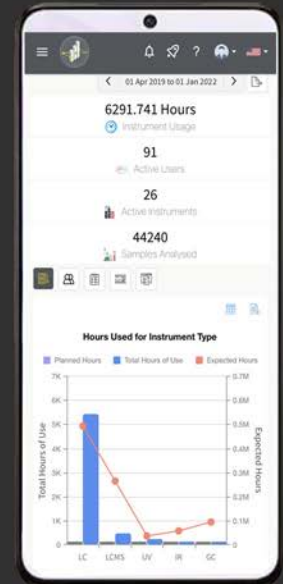 ?
01 Apr 2019 to 01 Jan 2022
6291.741 Hours
Instrument Usage
91
Active Users
26
Active Instruments
44240
Samples Analysed
Hours Used for Instrument Type
Planned Hours Total Hours of Use Expected Hours
7K 0.7M
6K 0.6M
5K 0.5M
4K 0.4M
3K 0.3M
2K 0.2M
1K 0.1M
0 0
Total Hours of Use
Expected Hours
LC LCMS UV IR GC